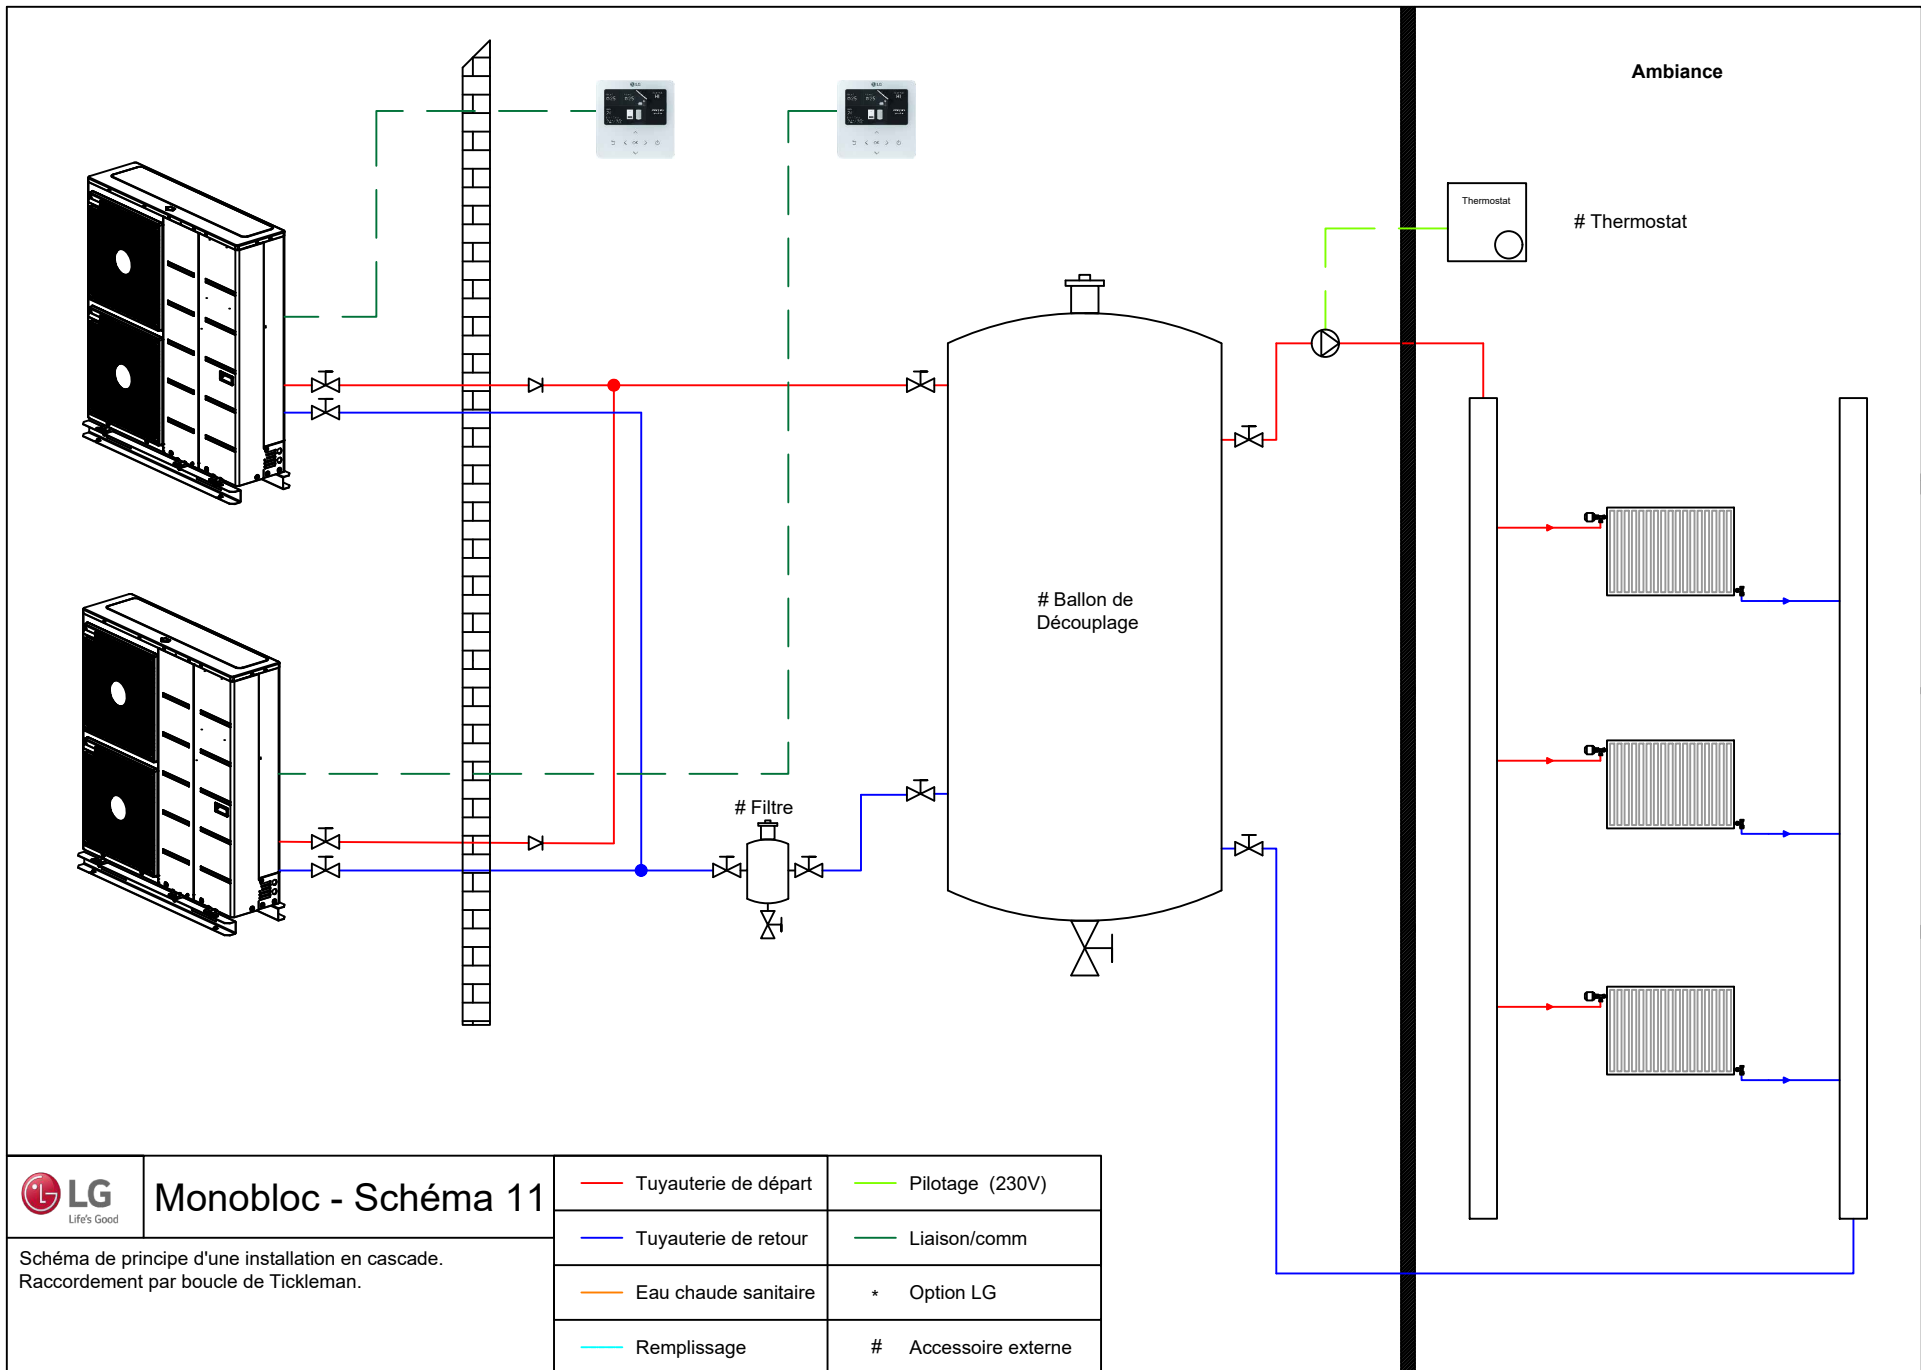 Ambiance
Thermostat
# Thermostat
# Ballon de
Découplage
# Filtre
LG
Life's Good
Monobloc - Schéma 11
Schéma de principe d'une installation en cascade.
Raccordement par boucle de Tickleman.
Tuyauterie de départ
Pilotage (230V)
Tuyauterie de retour
Liaison/comm
Eau chaude sanitaire
* Option LG
Remplissage
# Accessoire externe